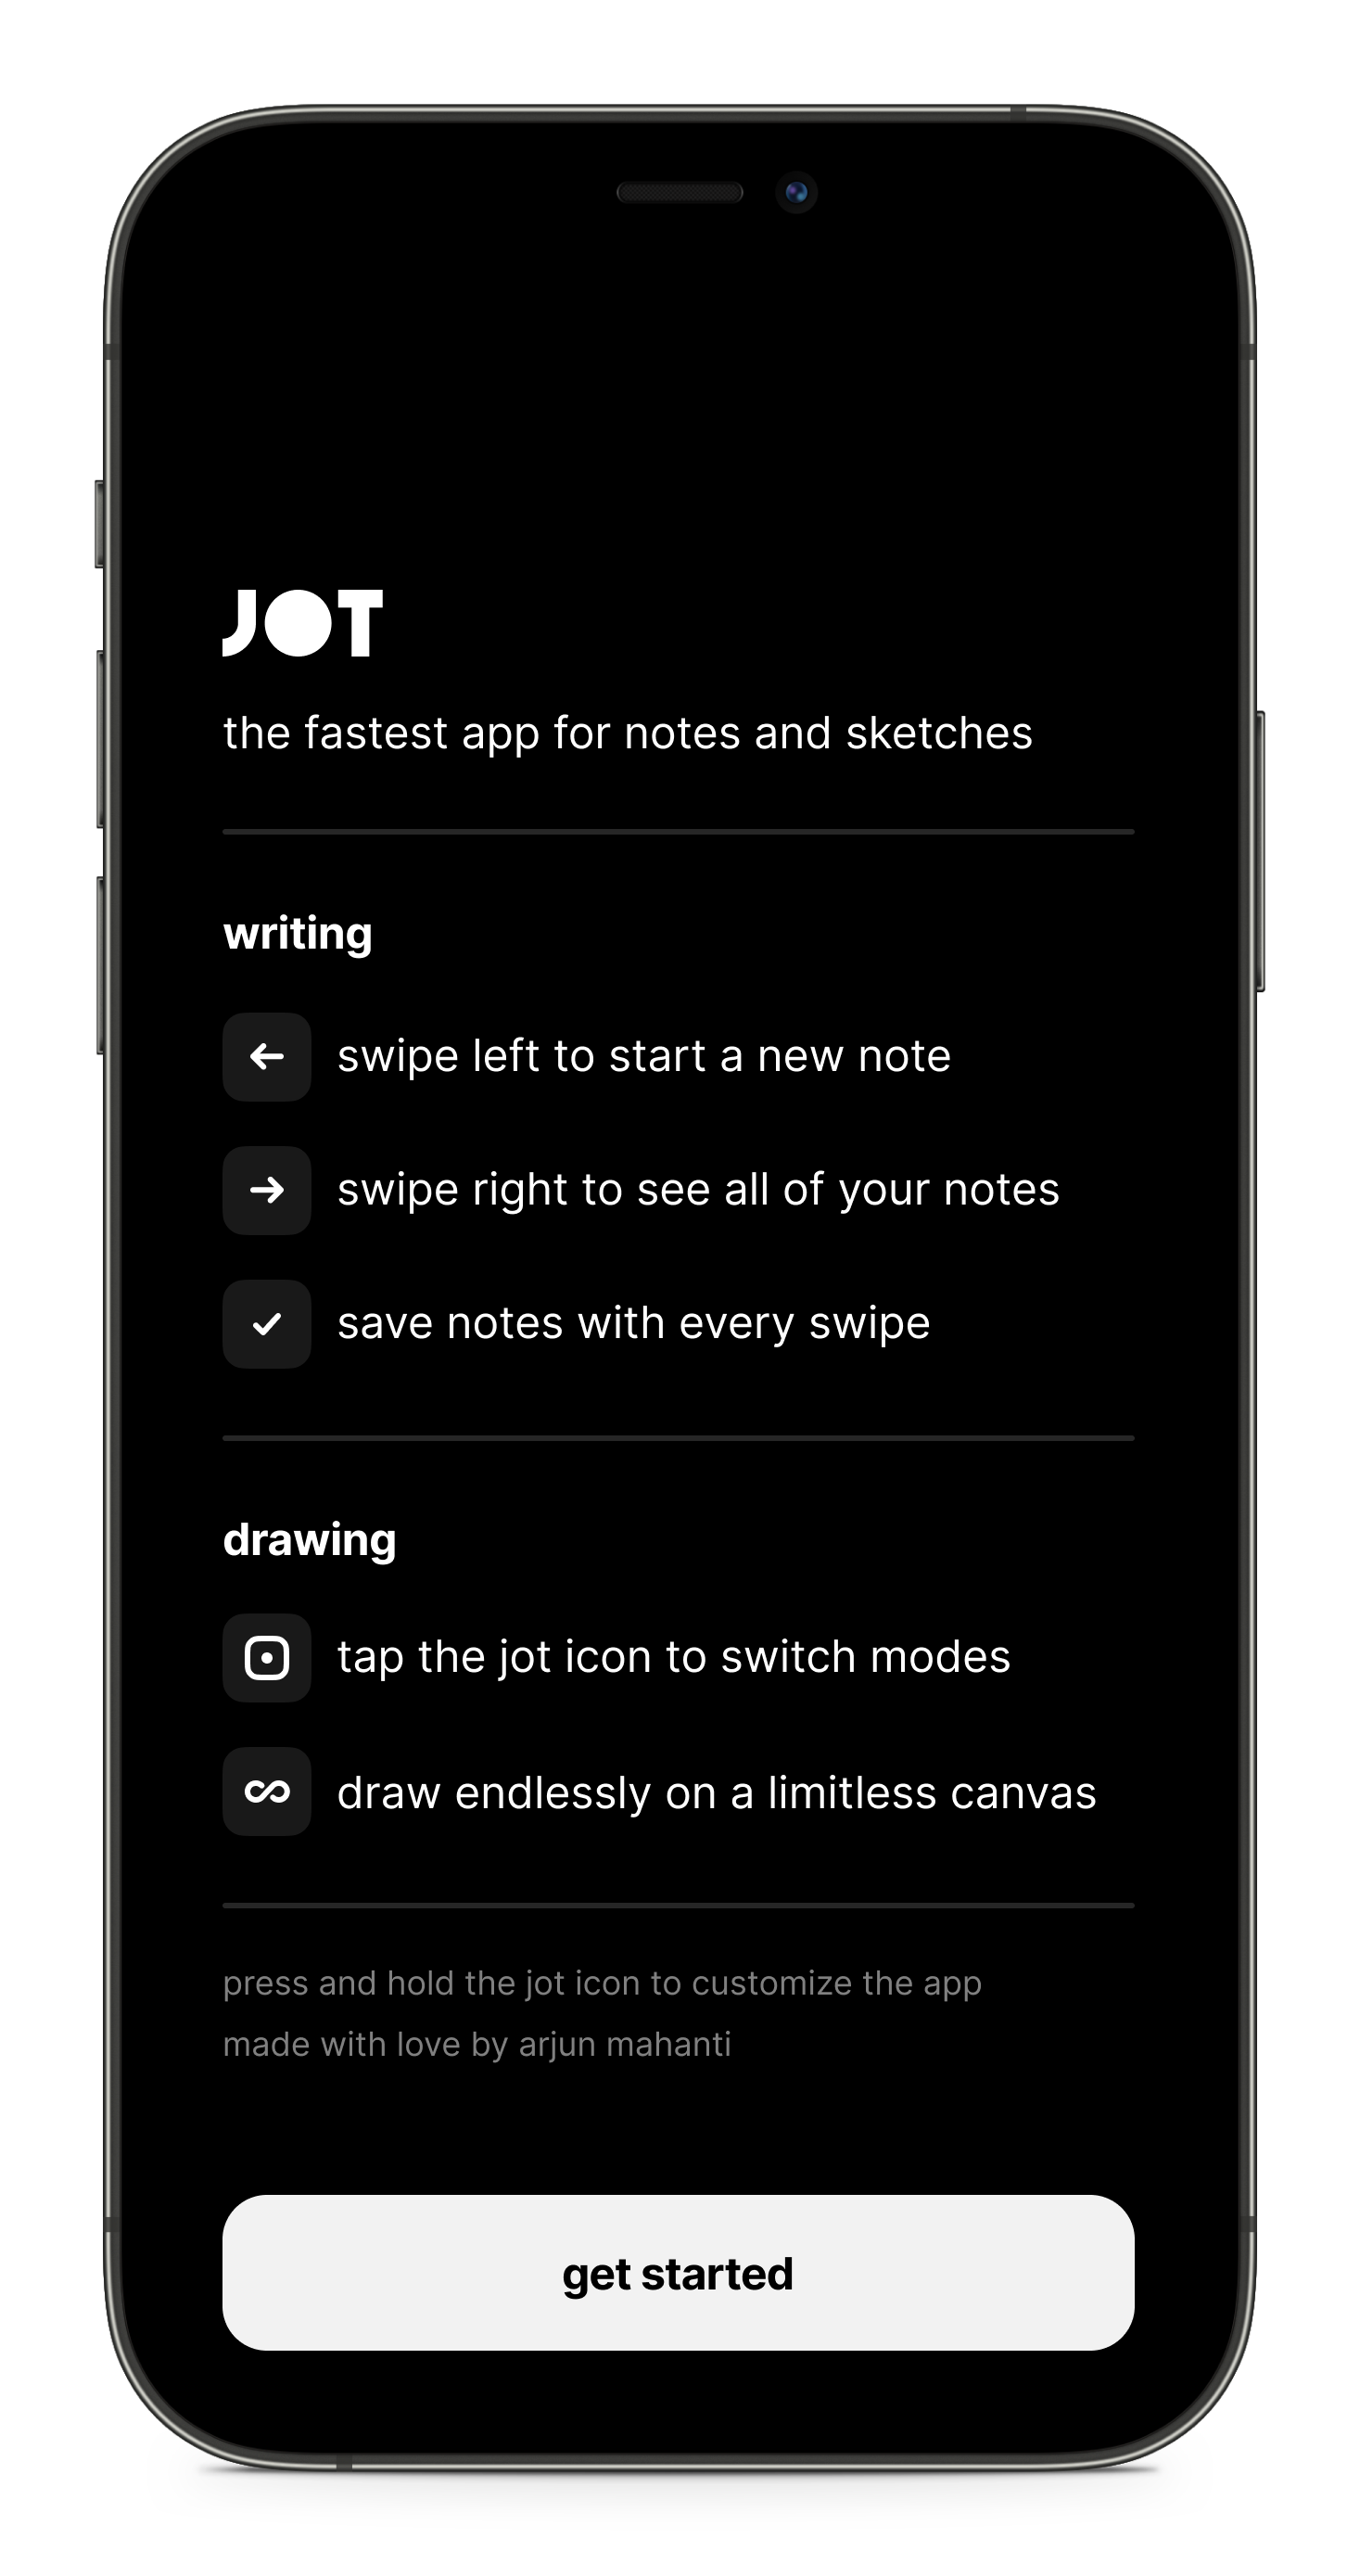 JOT
the fastest app for notes and sketches
writing
swipe left to start a new note
swipe right to see all of your notes
save notes with every swipe
drawing
tap the jot icon to switch modes
draw endlessly on a limitless canvas
press and hold the jot icon to customize the app
made with love by arjun mahanti
get started